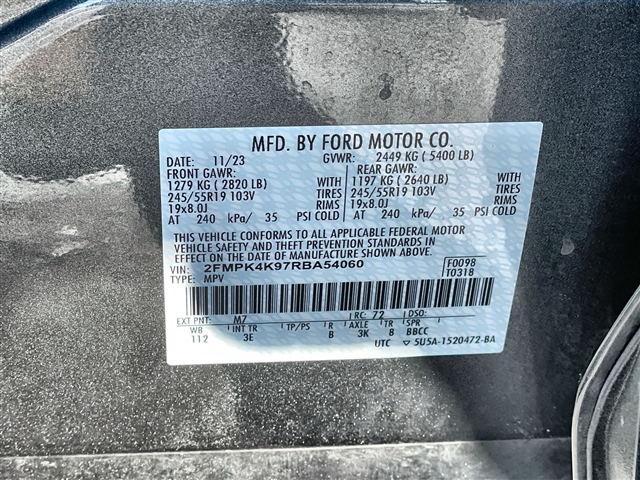 MFD. BY FORD MOTOR CO.
DATE: 11/23 GVWR: 2449 KG ( 5400 LB)
FRONT GAWR: REAR GAWR:
1279 KG ( 2820 LB) WITH 1197 KG ( 2640 LB) WITH
245/55R19 103V TIRES 245/55R19 103V TIRES
19x8.0J RIMS 19x8.0J RIMS
AT 240 kPa/ 35 PSI COLD AT 240 kPa/ 35 PSI COLD
THIS VEHICLE CONFORMS TO ALL APPLICABLE FEDERAL MOTOR
VEHICLE SAFETY AND THEFT PREVENTION STANDARDS IN
EFFECT ON THE DATE OF MANUFACTURE SHOWN ABOVE.
VIN: 2FMPK4K97RBA54060 F0098
TYPE: MPV T0318
EXT PNT: M7 RC: 72 DSO:
WB INT TR TP/PS R AXLE TR SPR
112 3E B 3K 8 BBCC
UTC 5U5A-1520472-BA